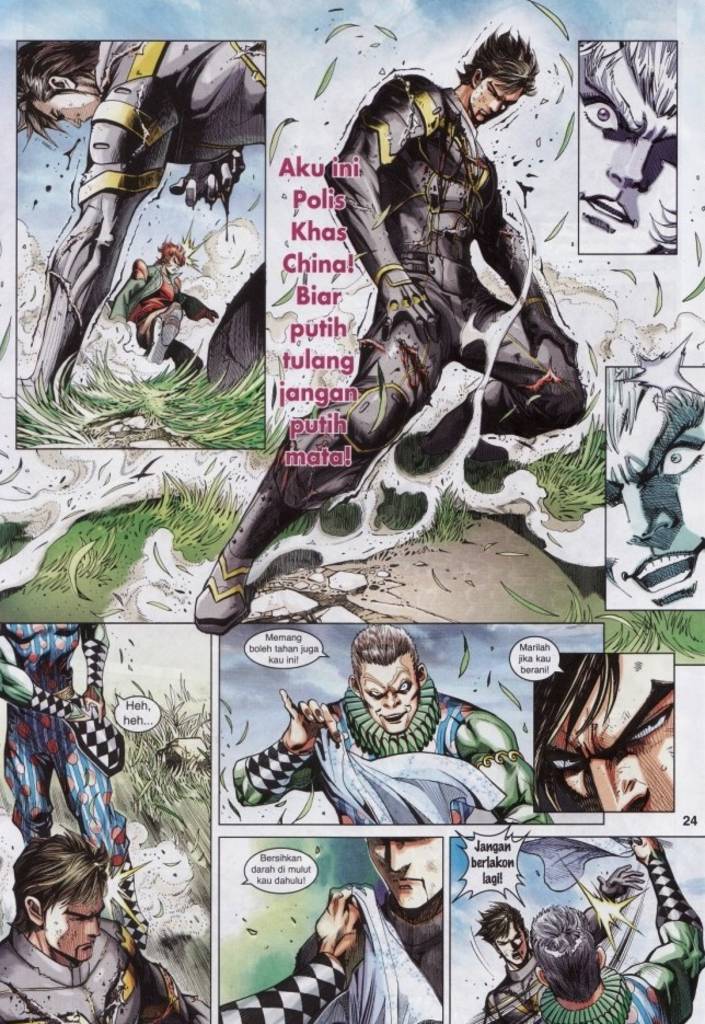 Aku ini
Polis
Khas
China!
Biar
putih
tulang
jangan
putih
mata!
Heh,
heh...
Memang
boleh tahan juga
kau ini!
Marilah
jika kau
berani!
24
Bersihkan
darah di mulut
kau dahulu!
Jangan
berlakon
lagi!